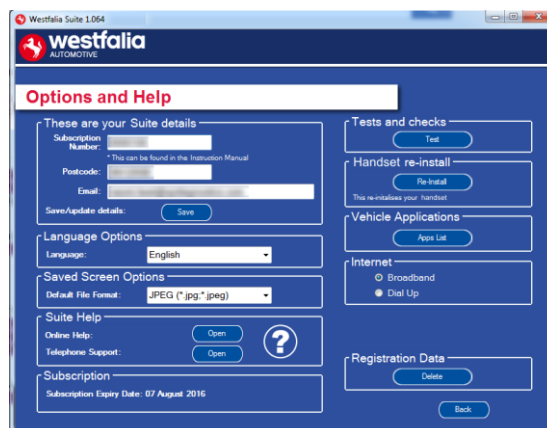 Westfalia Suite 1.064
westfalia
AUTOMOTIVE
Options and Help
These are your Suite details
Subscription Number:
* This can be found in the Instruction Manual
Postcode:
Email:
Save/update details:
Save
Language Options
Language:
English
Saved Screen Options
Default File Format:
JPEG (*.jpg;*.jpeg)
Suite Help
Online Help:
Open
Telephone Support:
Open
?
Subscription
Subscription Expiry Date: 07 August 2016
Tests and checks
Test
Handset re-install
Re-Install
This re-initalises your handset
Vehicle Applications
Apps List
Internet
Broadband
Dial Up
Registration Data
Delete
Back